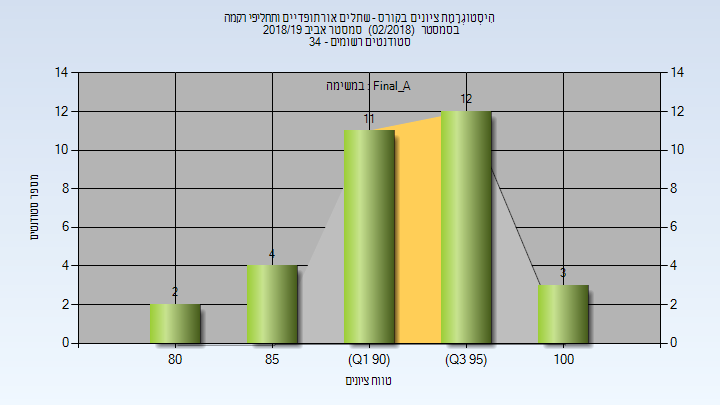 היסטוגרמת ציונים בקורס - שתלים אורתופדיים ותחליפי רקמה
בסמסטר (02/2018) סמסטר אביב 2018/19
סטודנטים רשומים - 34
במשימה : Final_A
14 14
12 12
10 10
8 8
6 6
4 4
2 2
0 0
2 4 11 12 3
80 85 (Q1 90) (Q3 95) 100
מספר סטודנטים
טווח ציונים